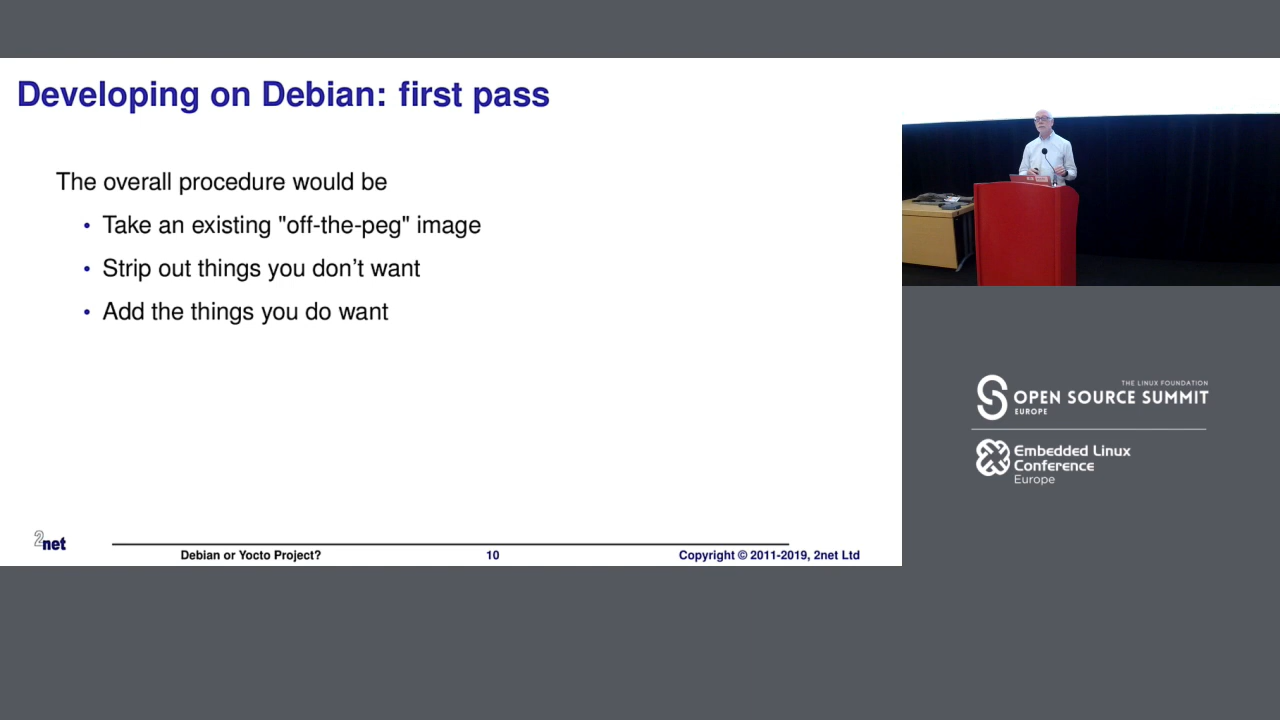 Developing on Debian: first pass
The overall procedure would be
• Take an existing "off-the-peg" image
• Strip out things you don't want
• Add the things you do want
2net
Debian or Yocto Project?
10
Copyright © 2011-2019, 2net Ltd
THE LINUX FOUNDATION
OPEN SOURCE SUMMIT
EUROPE
Embedded Linux
Conference
Europe